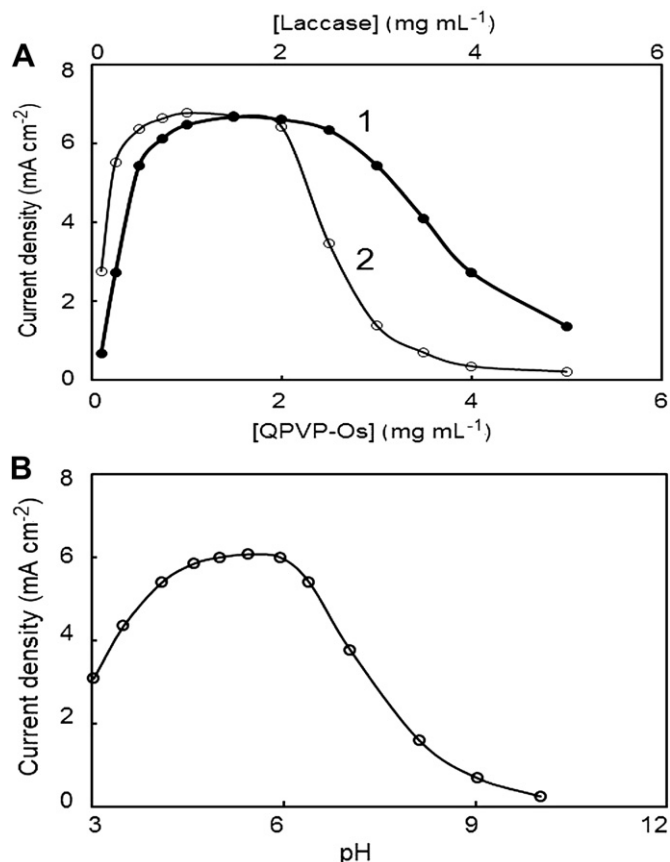 [Laccase] (mg mL⁻¹)
0 2 4 6
A
8
6
4
2
0
Current density (mA cm⁻²)
1
2
0 2 4 6
[QPVP-Os] (mg mL⁻¹)
B
8
6
4
2
0
Current density (mA cm⁻²)
3 6 9 12
pH